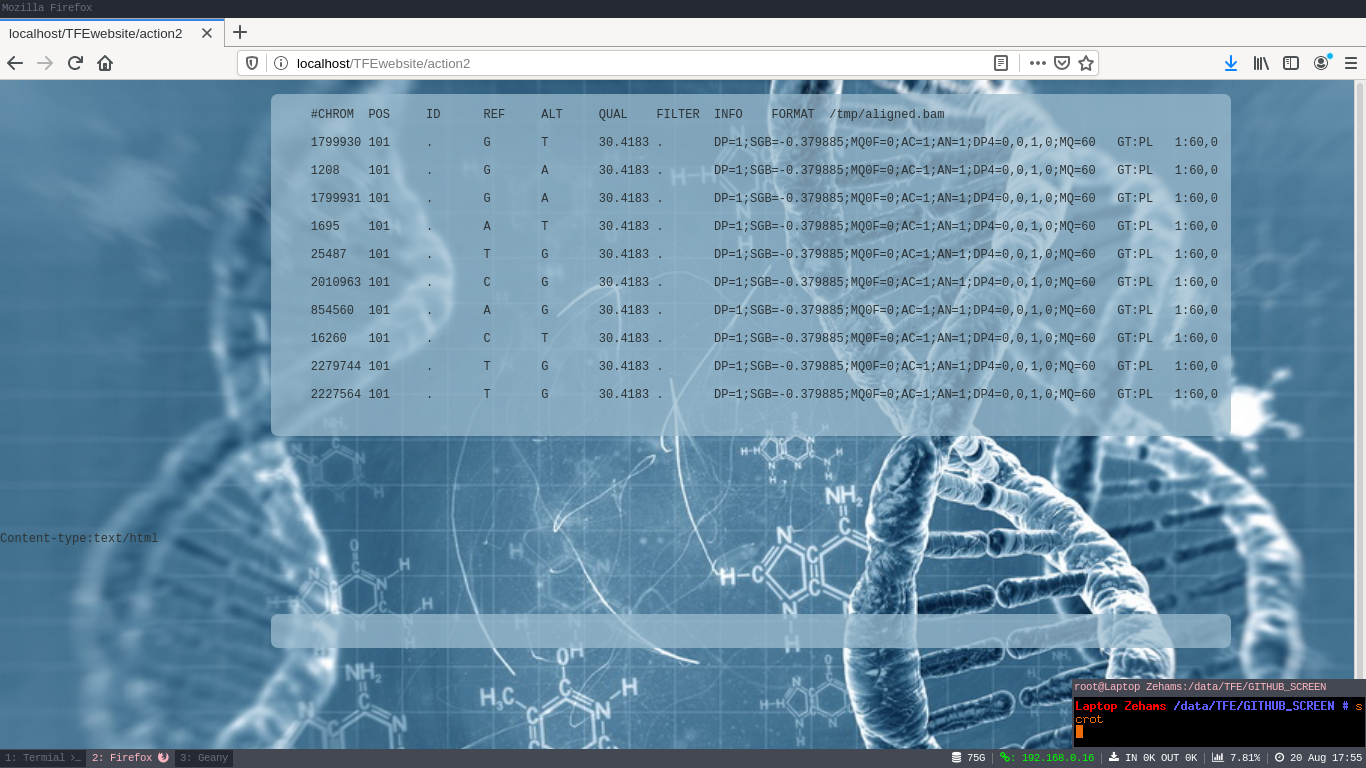 Mozilla Firefox
localhost/TFEwebsite/action2
localhost/TFEwebsite/action2
#CHROM POS ID REF ALT QUAL FILTER INFO FORMAT /tmp/aligned.bam
1799930 101 . G T 30.4183 . DP=1;SGB=-0.379885;MQ0F=0;AC=1;AN=1;DP4=0,0,1,0;MQ=60 GT:PL 1:60,0
1208 101 . G A 30.4183 . DP=1;SGB=-0.379885;MQ0F=0;AC=1;AN=1;DP4=0,0,1,0;MQ=60 GT:PL 1:60,0
1799931 101 . G A 30.4183 . DP=1;SGB=-0.379885;MQ0F=0;AC=1;AN=1;DP4=0,0,1,0;MQ=60 GT:PL 1:60,0
1695 101 . A T 30.4183 . DP=1;SGB=-0.379885;MQ0F=0;AC=1;AN=1;DP4=0,0,1,0;MQ=60 GT:PL 1:60,0
25487 101 . T G 30.4183 . DP=1;SGB=-0.379885;MQ0F=0;AC=1;AN=1;DP4=0,0,1,0;MQ=60 GT:PL 1:60,0
2010963 101 . C G 30.4183 . DP=1;SGB=-0.379885;MQ0F=0;AC=1;AN=1;DP4=0,0,1,0;MQ=60 GT:PL 1:60,0
854560 101 . A G 30.4183 . DP=1;SGB=-0.379885;MQ0F=0;AC=1;AN=1;DP4=0,0,1,0;MQ=60 GT:PL 1:60,0
16260 101 . C T 30.4183 . DP=1;SGB=-0.379885;MQ0F=0;AC=1;AN=1;DP4=0,0,1,0;MQ=60 GT:PL 1:60,0
2279744 101 . T G 30.4183 . DP=1;SGB=-0.379885;MQ0F=0;AC=1;AN=1;DP4=0,0,1,0;MQ=60 GT:PL 1:60,0
2227564 101 . T G 30.4183 . DP=1;SGB=-0.379885;MQ0F=0;AC=1;AN=1;DP4=0,0,1,0;MQ=60 GT:PL 1:60,0
Content-type:text/html
NH2
C
N
C
H
N
N
H
NH2
O
H
H3C
N
root@Laptop Zehams:/data/TFE/GITHUB_SCREEN
Laptop Zehams /data/TFE/GITHUB_SCREEN # s
crot
1: Termial 2: Firefox 3: Geany
75G | : 192.168.0.16 | IN 0K OUT 0K | 7.81% | 20 Aug 17:55